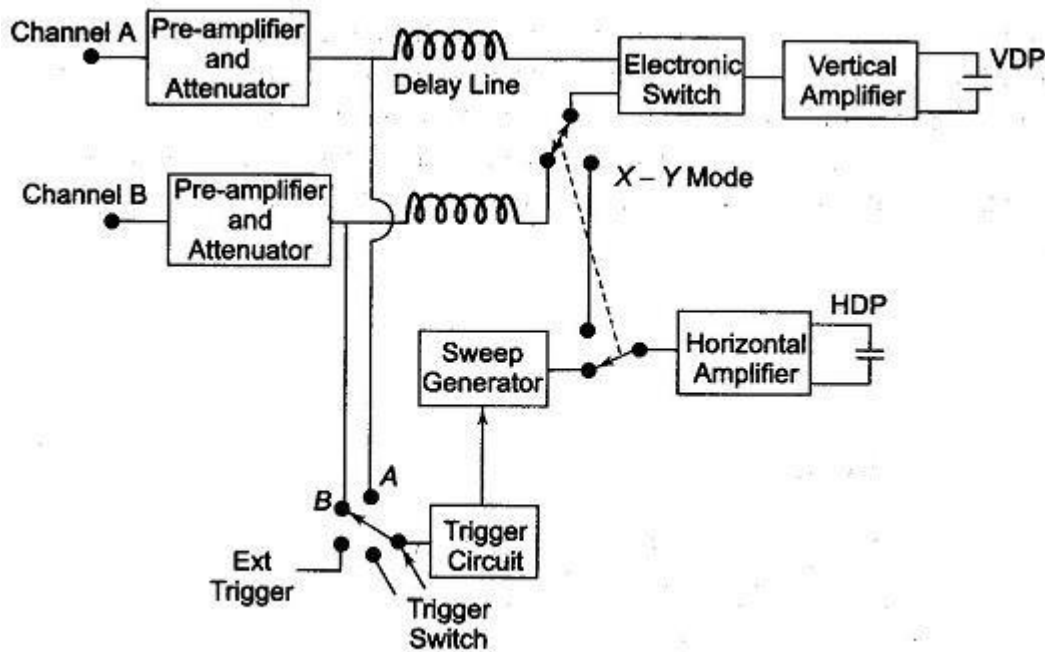 Channel A
Pre-amplifier
and
Attenuator
Delay Line
Electronic
Switch
Vertical
Amplifier
VDP
Channel B
Pre-amplifier
and
Attenuator
X – Y Mode
HDP
Sweep
Generator
Horizontal
Amplifier
A
B
Trigger
Circuit
Ext
Trigger
Trigger
Switch